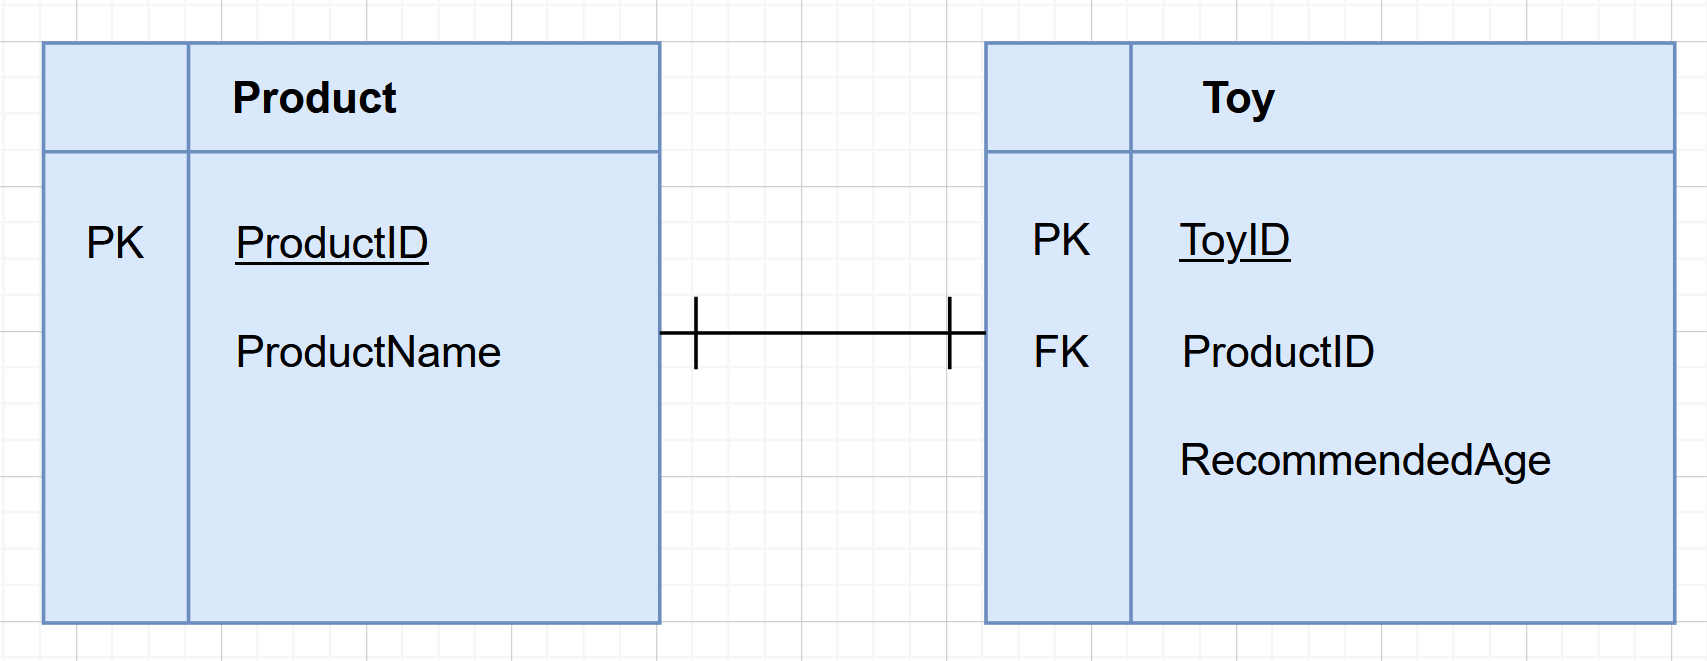 Product
PK ProductID
ProductName
Toy
PK ToyID
FK ProductID
RecommendedAge